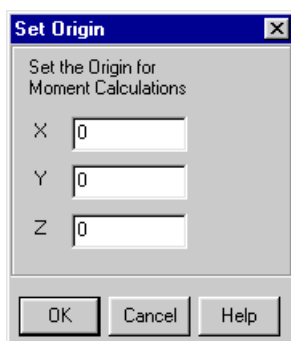 Set Origin
Set the Origin for
Moment Calculations
X 0
Y 0
Z 0
OK Cancel Help